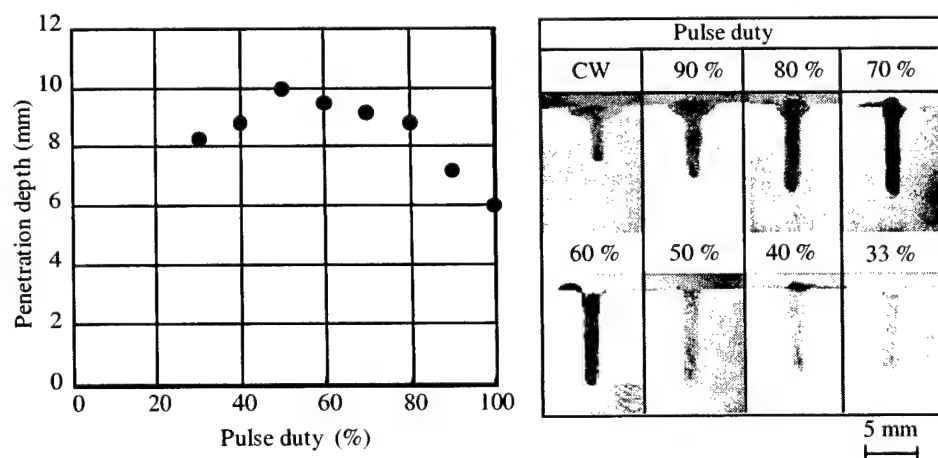 12
10
8
6
4
2
0
0 20 40 60 80 100
Penetration depth (mm)
Pulse duty (%)
Pulse duty
CW 90 % 80 % 70 %
60 % 50 % 40 % 33 %
5 mm